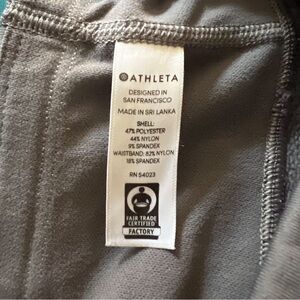 ATHLETA
DESIGNED IN
SAN FRANCISCO
MADE IN SRI LANKA
SHELL:
47% POLYESTER
44% NYLON
9% SPANDEX
WAISTBAND: 82% NYLON
18% SPANDEX
RN 54023
FAIR TRADE
CERTIFIED
FACTORY